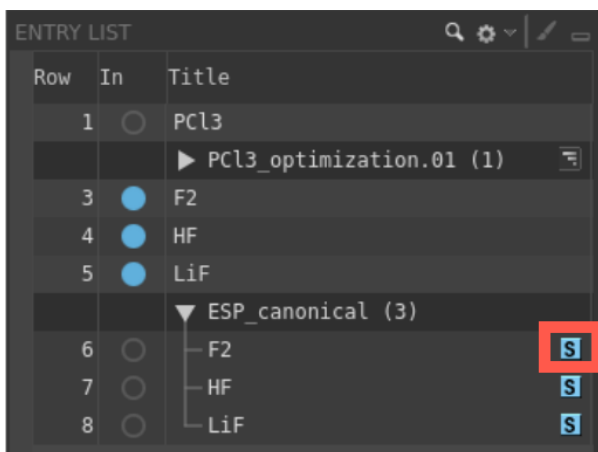 ENTRY LIST
Row In Title
1 PCl3
PCl3_optimization.01 (1)
3 F2
4 HF
5 LiF
ESP_canonical (3)
6 F2 S
7 HF S
8 LiF S